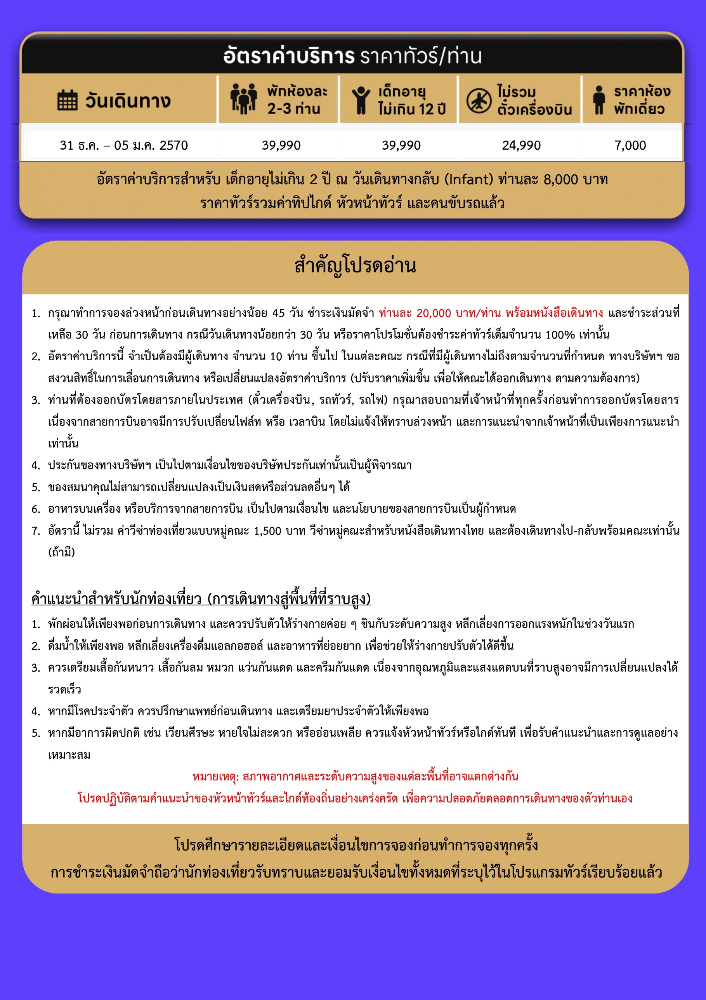 อัตราค่าบริการ ราคาทัวร์/ท่าน
วันเดินทาง พักห้องละ 2-3 ท่าน เด็กอายุ ไม่เกิน 12 ปี ไม่รวม ตั๋วเครื่องบิน ราคาห้อง พักเดี่ยว
31 ธ.ค. – 05 ม.ค. 2570 39,990 39,990 24,990 7,000
อัตราค่าบริการสำหรับ เด็กอายุไม่เกิน 2 ปี ณ วันเดินทางกลับ (Infant) ท่านละ 8,000 บาท
ราคาทัวร์รวมค่าทิปไกด์ หัวหน้าทัวร์ และคนขับรถแล้ว
สำคัญโปรดอ่าน
1. กรุณาทำการจองล่วงหน้าก่อนเดินทางอย่างน้อย 45 วัน ชำระเงินมัดจำ ท่านละ 20,000 บาท/ท่าน พร้อมหนังสือเดินทาง และชำระส่วนที่
เหลือ 30 วัน ก่อนการเดินทาง กรณีวันเดินทางน้อยกว่า 30 วัน หรือราคาโปรโมชั่นต้องชำระค่าทัวร์เต็มจำนวน 100% เท่านั้น
2. อัตราค่าบริการนี้ จำเป็นต้องมีผู้เดินทาง จำนวน 10 ท่าน ขึ้นไป ในแต่ละคณะ กรณีที่มีผู้เดินทางไม่ถึงตามจำนวนที่กำหนด ทางบริษัทฯ ขอ
สงวนสิทธิ์ในการเลื่อนการเดินทาง หรือเปลี่ยนแปลงอัตราค่าบริการ (ปรับราคาเพิ่มขึ้น เพื่อให้คณะได้ออกเดินทาง ตามความต้องการ)
3. ท่านที่ต้องออกบัตรโดยสารภายในประเทศ (ตั๋วเครื่องบิน, รถทัวร์, รถไฟ) กรุณาสอบถามที่เจ้าหน้าที่ทุกครั้งก่อนทำการออกบัตรโดยสาร
เนื่องจากสายการบินอาจมีการปรับเปลี่ยนไฟล์ท หรือ เวลาบิน โดยไม่แจ้งให้ทราบล่วงหน้า และการแนะนำจากเจ้าหน้าที่เป็นเพียงการแนะนำ
เท่านั้น
4. ประกันของทางบริษัทฯ เป็นไปตามเงื่อนไขของบริษัทประกันเท่านั้นเป็นผู้พิจารณา
5. ของสมนาคุณไม่สามารถเปลี่ยนแปลงเป็นเงินสดหรือส่วนลดอื่นๆ ได้
6. อาหารบนเครื่อง หรือบริการจากสายการบิน เป็นไปตามเงื่อนไข และนโยบายของสายการบินเป็นผู้กำหนด
7. อัตรานี้ ไม่รวม ค่าวีซ่าท่องเที่ยวแบบหมู่คณะ 1,500 บาท วีซ่าหมู่คณะสำหรับหนังสือเดินทางไทย และต้องเดินทางไป-กลับพร้อมคณะเท่านั้น
(ถ้ามี)
คำแนะนำสำหรับนักท่องเที่ยว (การเดินทางสู่พื้นที่ที่ราบสูง)
1. พักผ่อนให้เพียงพอก่อนการเดินทาง และควรปรับตัวให้ร่างกายค่อย ๆ ชินกับระดับความสูง หลีกเลี่ยงการออกแรงหนักในช่วงวันแรก
2. ดื่มน้ำให้เพียงพอ หลีกเลี่ยงเครื่องดื่มแอลกอฮอล์ และอาหารที่ย่อยยาก เพื่อช่วยให้ร่างกายปรับตัวได้ดีขึ้น
3. ควรเตรียมเสื้อกันหนาว เสื้อกันลม หมวก แว่นกันแดด และครีมกันแดด เนื่องจากอุณหภูมิและแสงแดดบนที่ราบสูงอาจมีการเปลี่ยนแปลงได้
รวดเร็ว
4. หากมีโรคประจำตัว ควรปรึกษาแพทย์ก่อนเดินทาง และเตรียมยาประจำตัวให้เพียงพอ
5. หากมีอาการผิดปกติ เช่น เวียนศีรษะ หายใจไม่สะดวก หรืออ่อนเพลีย ควรแจ้งหัวหน้าทัวร์หรือไกด์ทันที เพื่อรับคำแนะนำและการดูแลอย่าง
เหมาะสม
หมายเหตุ: สภาพอากาศและระดับความสูงของแต่ละพื้นที่อาจแตกต่างกัน
โปรดปฏิบัติตามคำแนะนำของหัวหน้าทัวร์และไกด์ท้องถิ่นอย่างเคร่งครัด เพื่อความปลอดภัยตลอดการเดินทางของตัวท่านเอง
โปรดศึกษารายละเอียดและเงื่อนไขการจองก่อนทำการจองทุกครั้ง
การชำระเงินมัดจำถือว่านักท่องเที่ยวรับทราบและยอมรับเงื่อนไขทั้งหมดที่ระบุไว้ในโปรแกรมทัวร์เรียบร้อยแล้ว